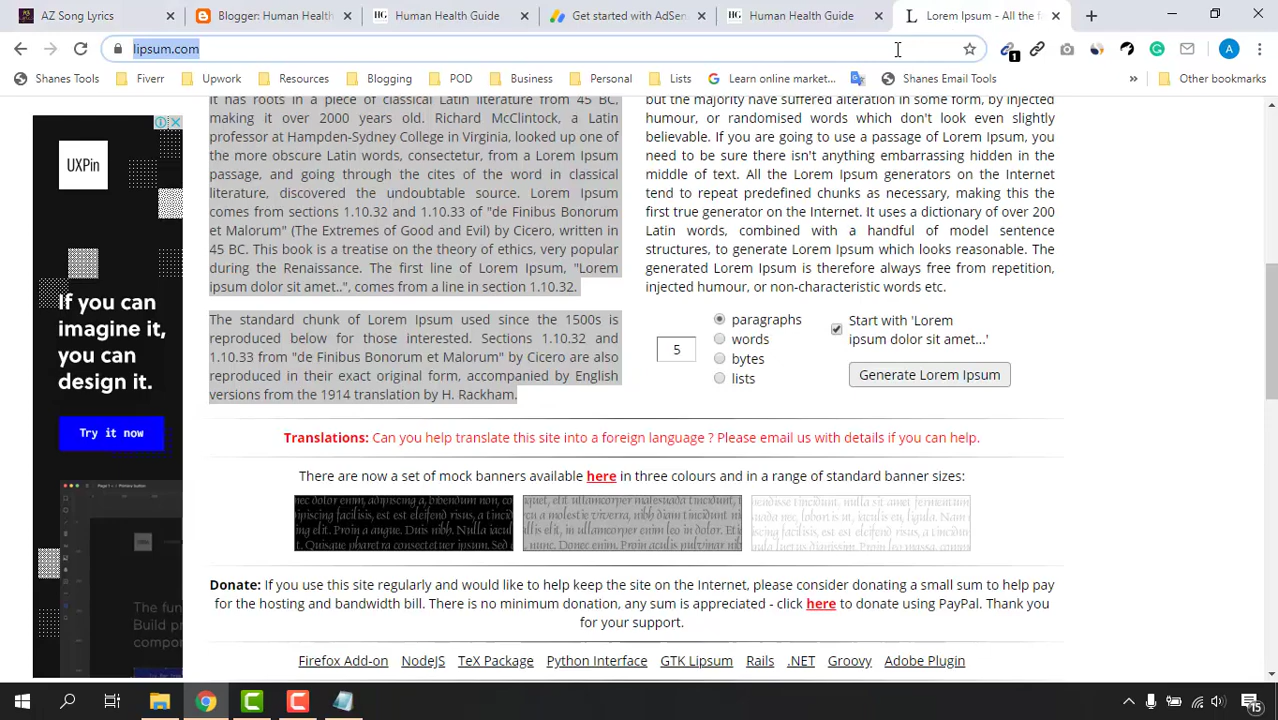 AZ Song Lyrics
Blogger: Human Health
Human Health Guide
Get started with AdSen
Human Health Guide
Lorem Ipsum - All the f
lipsum.com
Shanes Tools
Fiverr
Upwork
Resources
Blogging
POD
Business
Personal
Lists
Learn online market...
Shanes Email Tools
Other bookmarks
it has roots in a piece of classical Latin literature from 45 BC,
making it over 2000 years old. Richard McClintock, a Latin
professor at Hampden-Sydney College in Virginia, looked up one of
the more obscure Latin words, consectetur, from a Lorem Ipsum
passage, and going through the cites of the word in classical
literature, discovered the undoubtable source. Lorem Ipsum
comes from sections 1.10.32 and 1.10.33 of "de Finibus Bonorum
et Malorum" (The Extremes of Good and Evil) by Cicero, written in
45 BC. This book is a treatise on the theory of ethics, very popular
during the Renaissance. The first line of Lorem Ipsum, "Lorem
ipsum dolor sit amet..", comes from a line in section 1.10.32.
The standard chunk of Lorem Ipsum used since the 1500s is
reproduced below for those interested. Sections 1.10.32 and
1.10.33 from "de Finibus Bonorum et Malorum" by Cicero are also
reproduced in their exact original form, accompanied by English
versions from the 1914 translation by H. Rackham.
but the majority have suffered alteration in some form, by injected
humour, or randomised words which don't look even slightly
believable. If you are going to use a passage of Lorem Ipsum, you
need to be sure there isn't anything embarrassing hidden in the
middle of text. All the Lorem Ipsum generators on the Internet
tend to repeat predefined chunks as necessary, making this the
first true generator on the Internet. It uses a dictionary of over 200
Latin words, combined with a handful of model sentence
structures, to generate Lorem Ipsum which looks reasonable. The
generated Lorem Ipsum is therefore always free from repetition,
injected humour, or non-characteristic words etc.
5
paragraphs
words
bytes
lists
Start with 'Lorem
ipsum dolor sit amet...'
Generate Lorem Ipsum
Translations: Can you help translate this site into a foreign language ? Please email us with details if you can help.
There are now a set of mock banners available here in three colours and in a range of standard banner sizes:
Donate: If you use this site regularly and would like to help keep the site on the Internet, please consider donating a small sum to help pay
for the hosting and bandwidth bill. There is no minimum donation, any sum is appreciated - click here to donate using PayPal. Thank you
for your support.
Firefox Add-on
NodeJS
TeX Package
Python Interface
GTK Lipsum
Rails
.NET
Groovy
Adobe Plugin
UXPin
If you can
imagine it,
you can
design it.
Try it now
The fun
Build pr
compor
15